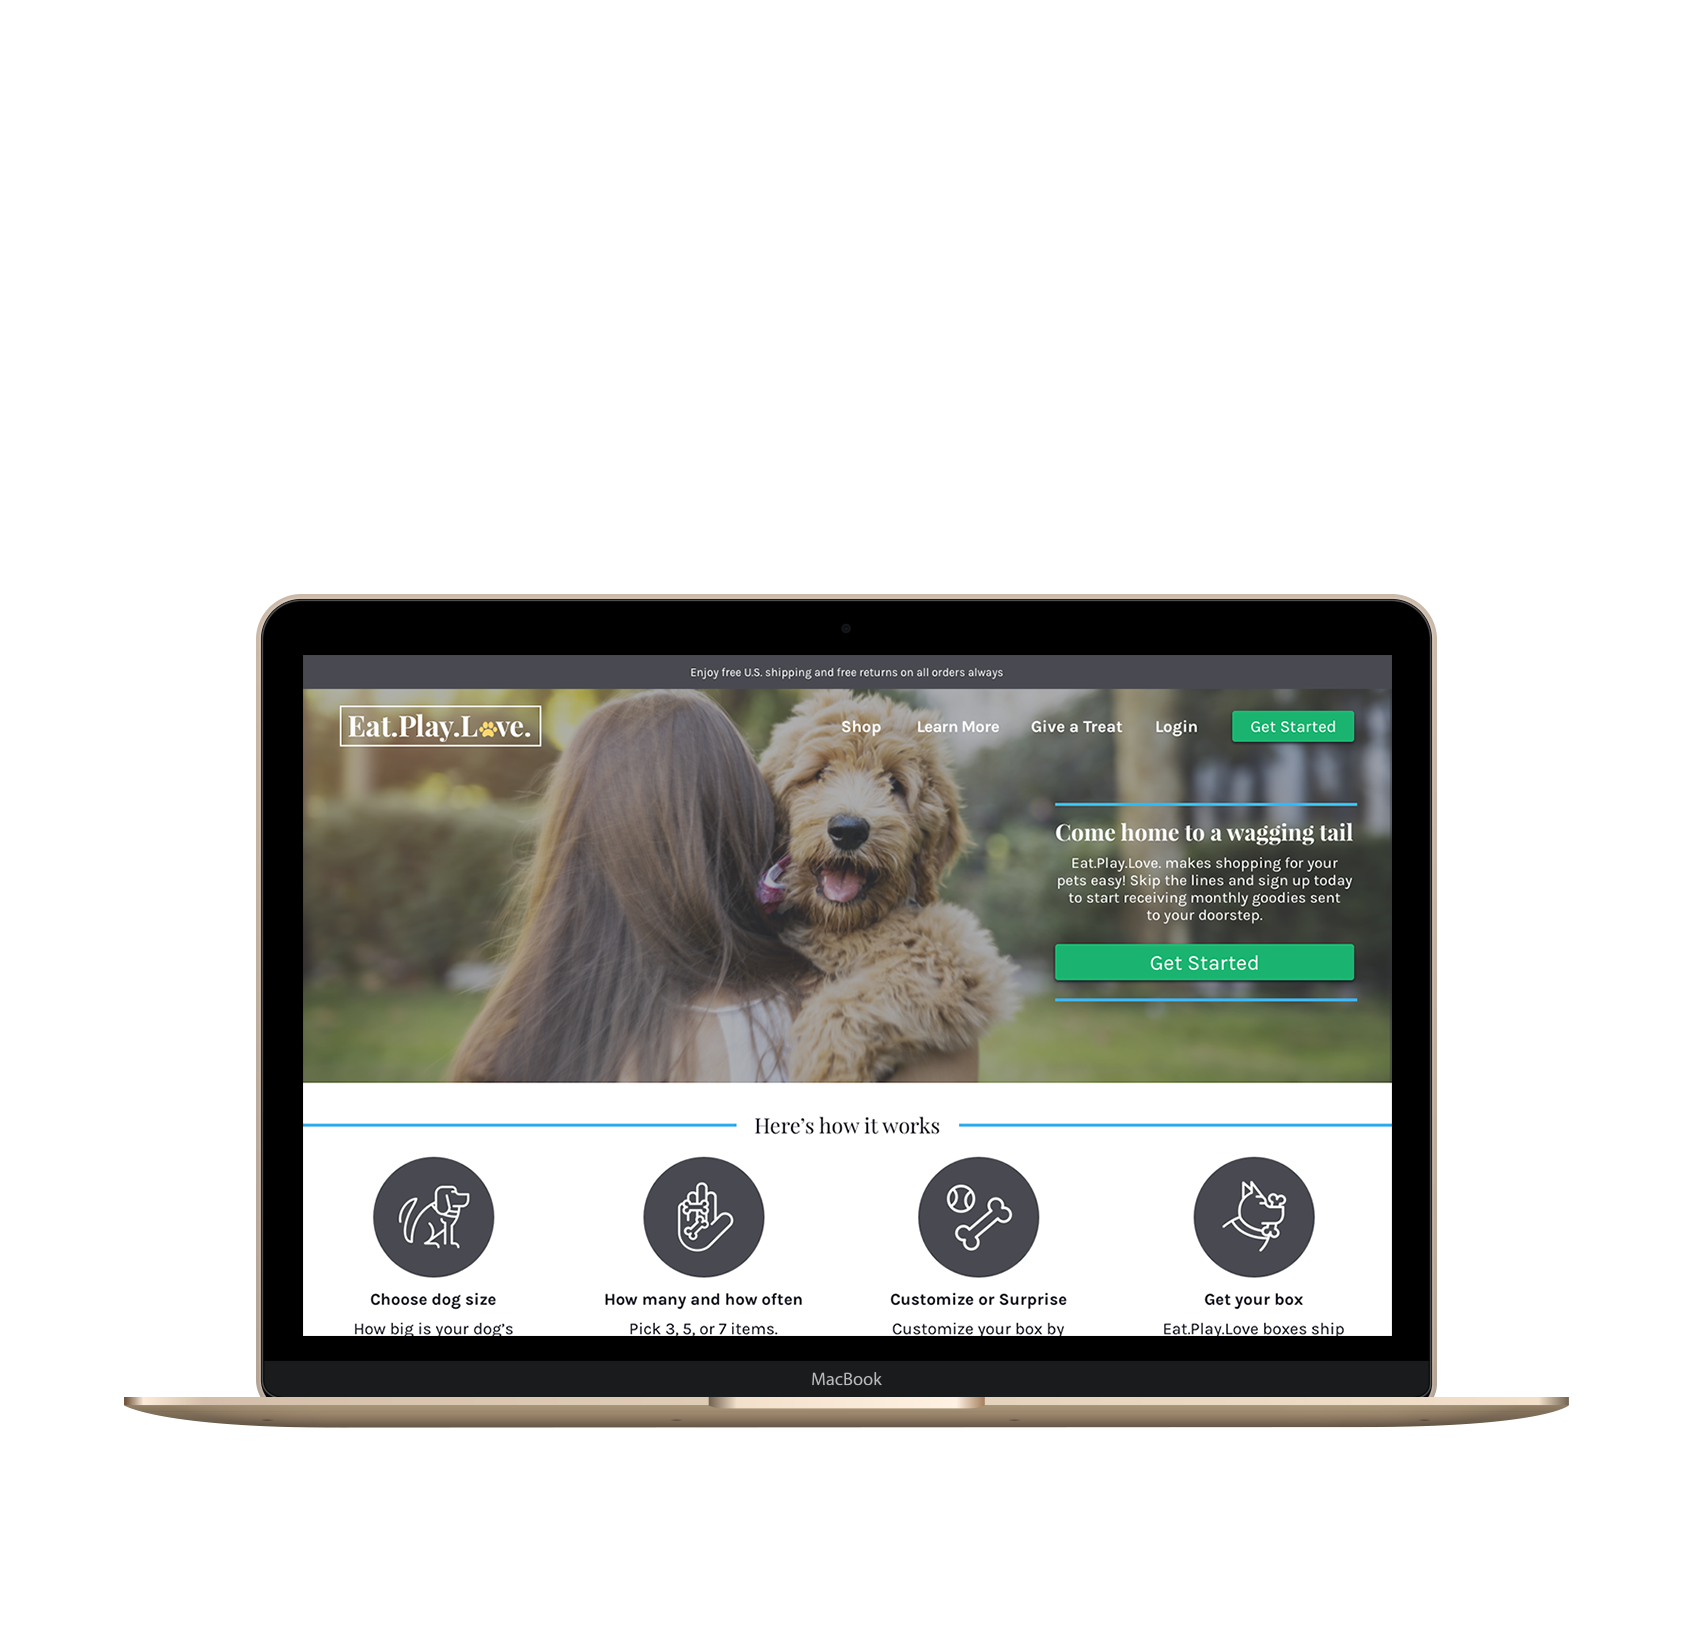 Enjoy free U.S. shipping and free returns on all orders always
Eat.Play.Love.
Shop
Learn More
Give a Treat
Login
Get Started
Come home to a wagging tail
Eat.Play.Love. makes shopping for your
pets easy! Skip the lines and sign up today
to start receiving monthly goodies sent
to your doorstep.
Get Started
Here’s how it works
Choose dog size
How big is your dog’s
How many and how often
Pick 3, 5, or 7 items.
Customize or Surprise
Customize your box by
Get your box
Eat.Play.Love boxes ship
MacBook